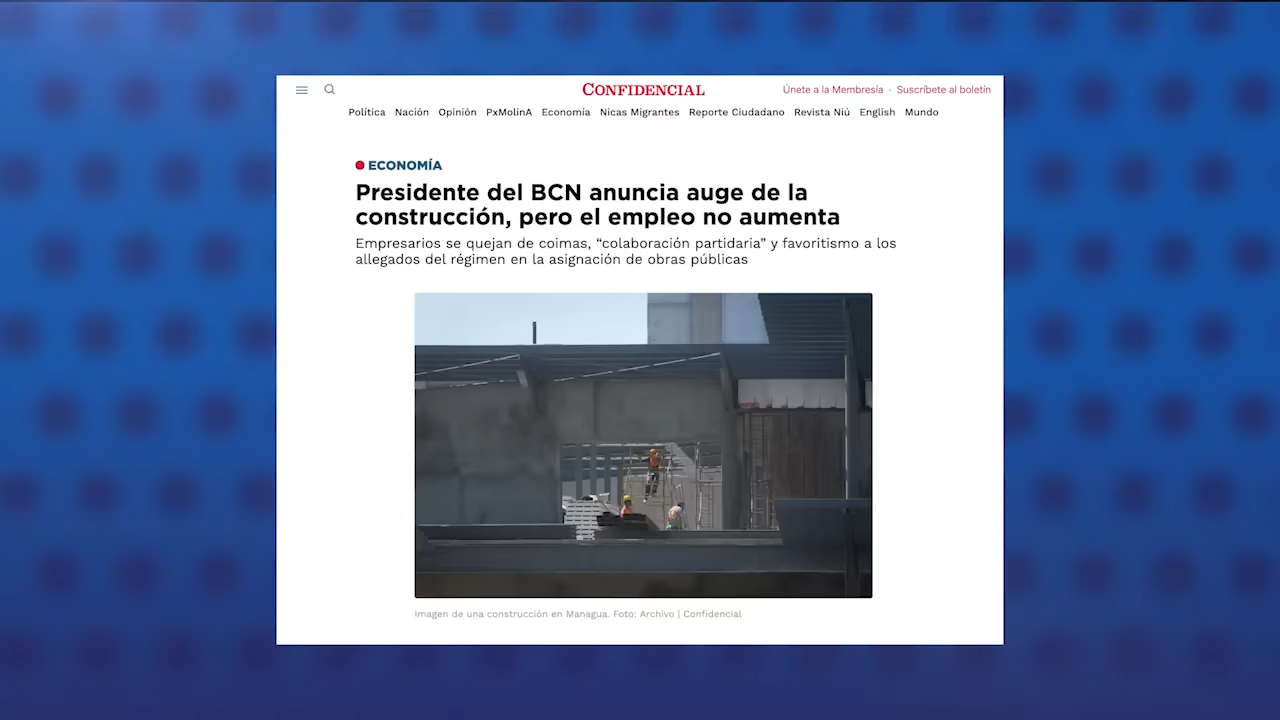 CONFIDENCIAL
Únete a la Membresía · Suscríbete al boletín
Política Nación Opinión PxMolinA Economía Nicas Migrantes Reporte Ciudadano Revista Niú English Mundo
ECONOMÍA
Presidente del BCN anuncia auge de la
construcción, pero el empleo no aumenta
Empresarios se quejan de coimas, “colaboración partidaria” y favoritismo a los
allegados del régimen en la asignación de obras públicas
Imagen de una construcción en Managua. Foto: Archivo | Confidencial